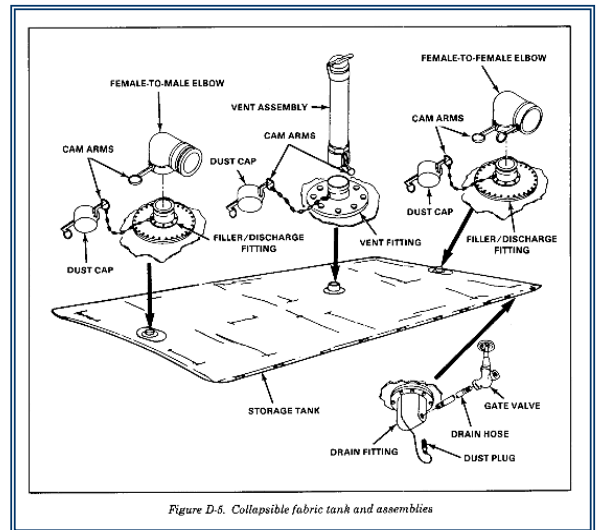 FEMALE-TO-MALE ELBOW
CAM ARMS
DUST CAP
FILLER/DISCHARGE
FITTING
VENT ASSEMBLY
CAM ARMS
DUST CAP
VENT FITTING
FEMALE-TO-FEMALE ELBOW
CAM ARMS
DUST CAP
FILLER/DISCHARGE
FITTING
STORAGE TANK
GATE VALVE
DRAIN HOSE
DRAIN FITTING
DUST PLUG
Figure D-5. Collapsible fabric tank and assemblies